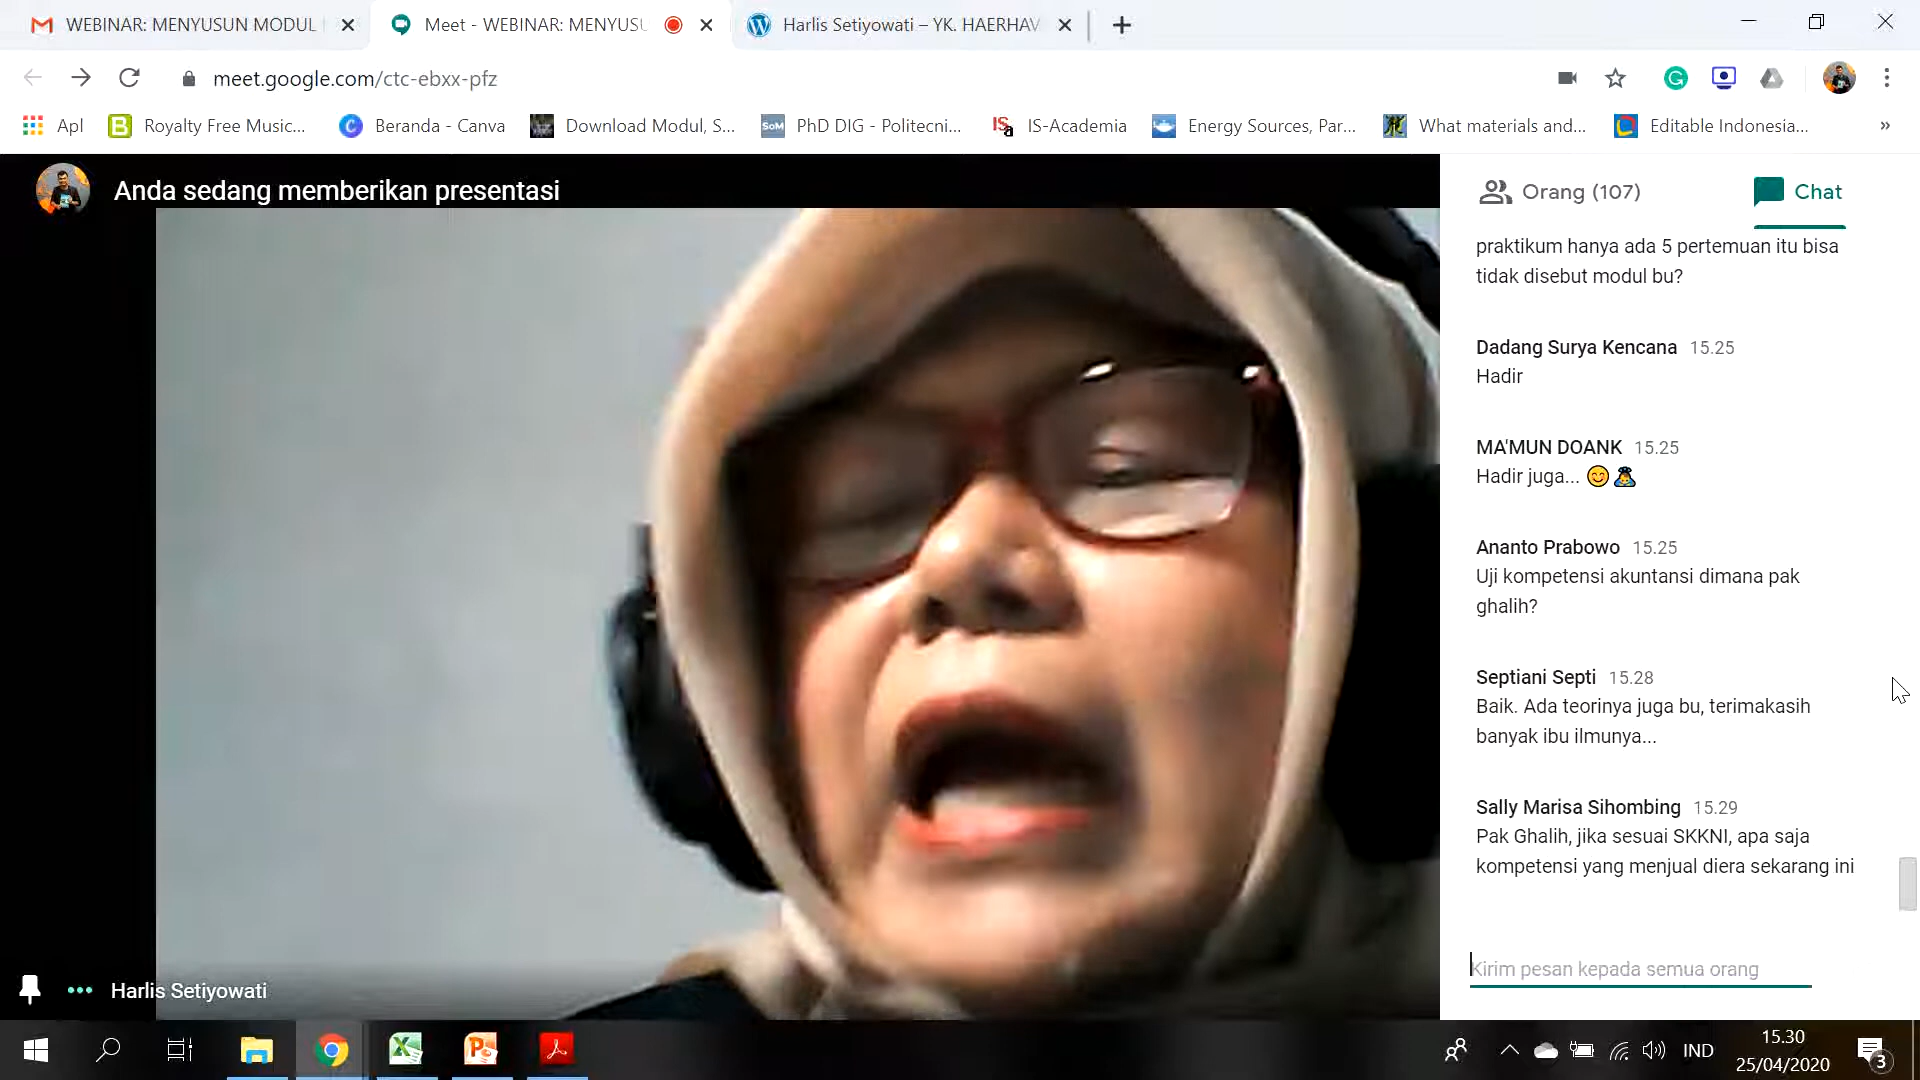 WEBINAR: MENYUSUN MODUL
Meet - WEBINAR: MENYUSU
Harlis Setiyowati – YK. HAERHAV
meet.google.com/ctc-ebxx-pfz
Apl
Royalty Free Music...
Beranda - Canva
Download Modul, S...
SoM
PhD DIG - Politecni...
IS-Academia
Energy Sources, Par...
What materials and...
Editable Indonesia...
»
Anda sedang memberikan presentasi
Harlis Setiyowati
Orang (107)
Chat
praktikum hanya ada 5 pertemuan itu bisa
tidak disebut modul bu?
Dadang Surya Kencana 15.25
Hadir
MA'MUN DOANK 15.25
Hadir juga... 😊🙇
Ananto Prabowo 15.25
Uji kompetensi akuntansi dimana pak
ghalih?
Septiani Septi 15.28
Baik. Ada teorinya juga bu, terimakasih
banyak ibu ilmunya...
Sally Marisa Sihombing 15.29
Pak Ghalih, jika sesuai SKKNI, apa saja
kompetensi yang menjual diera sekarang ini
Kirim pesan kepada semua orang
IND
15.30
25/04/2020
3